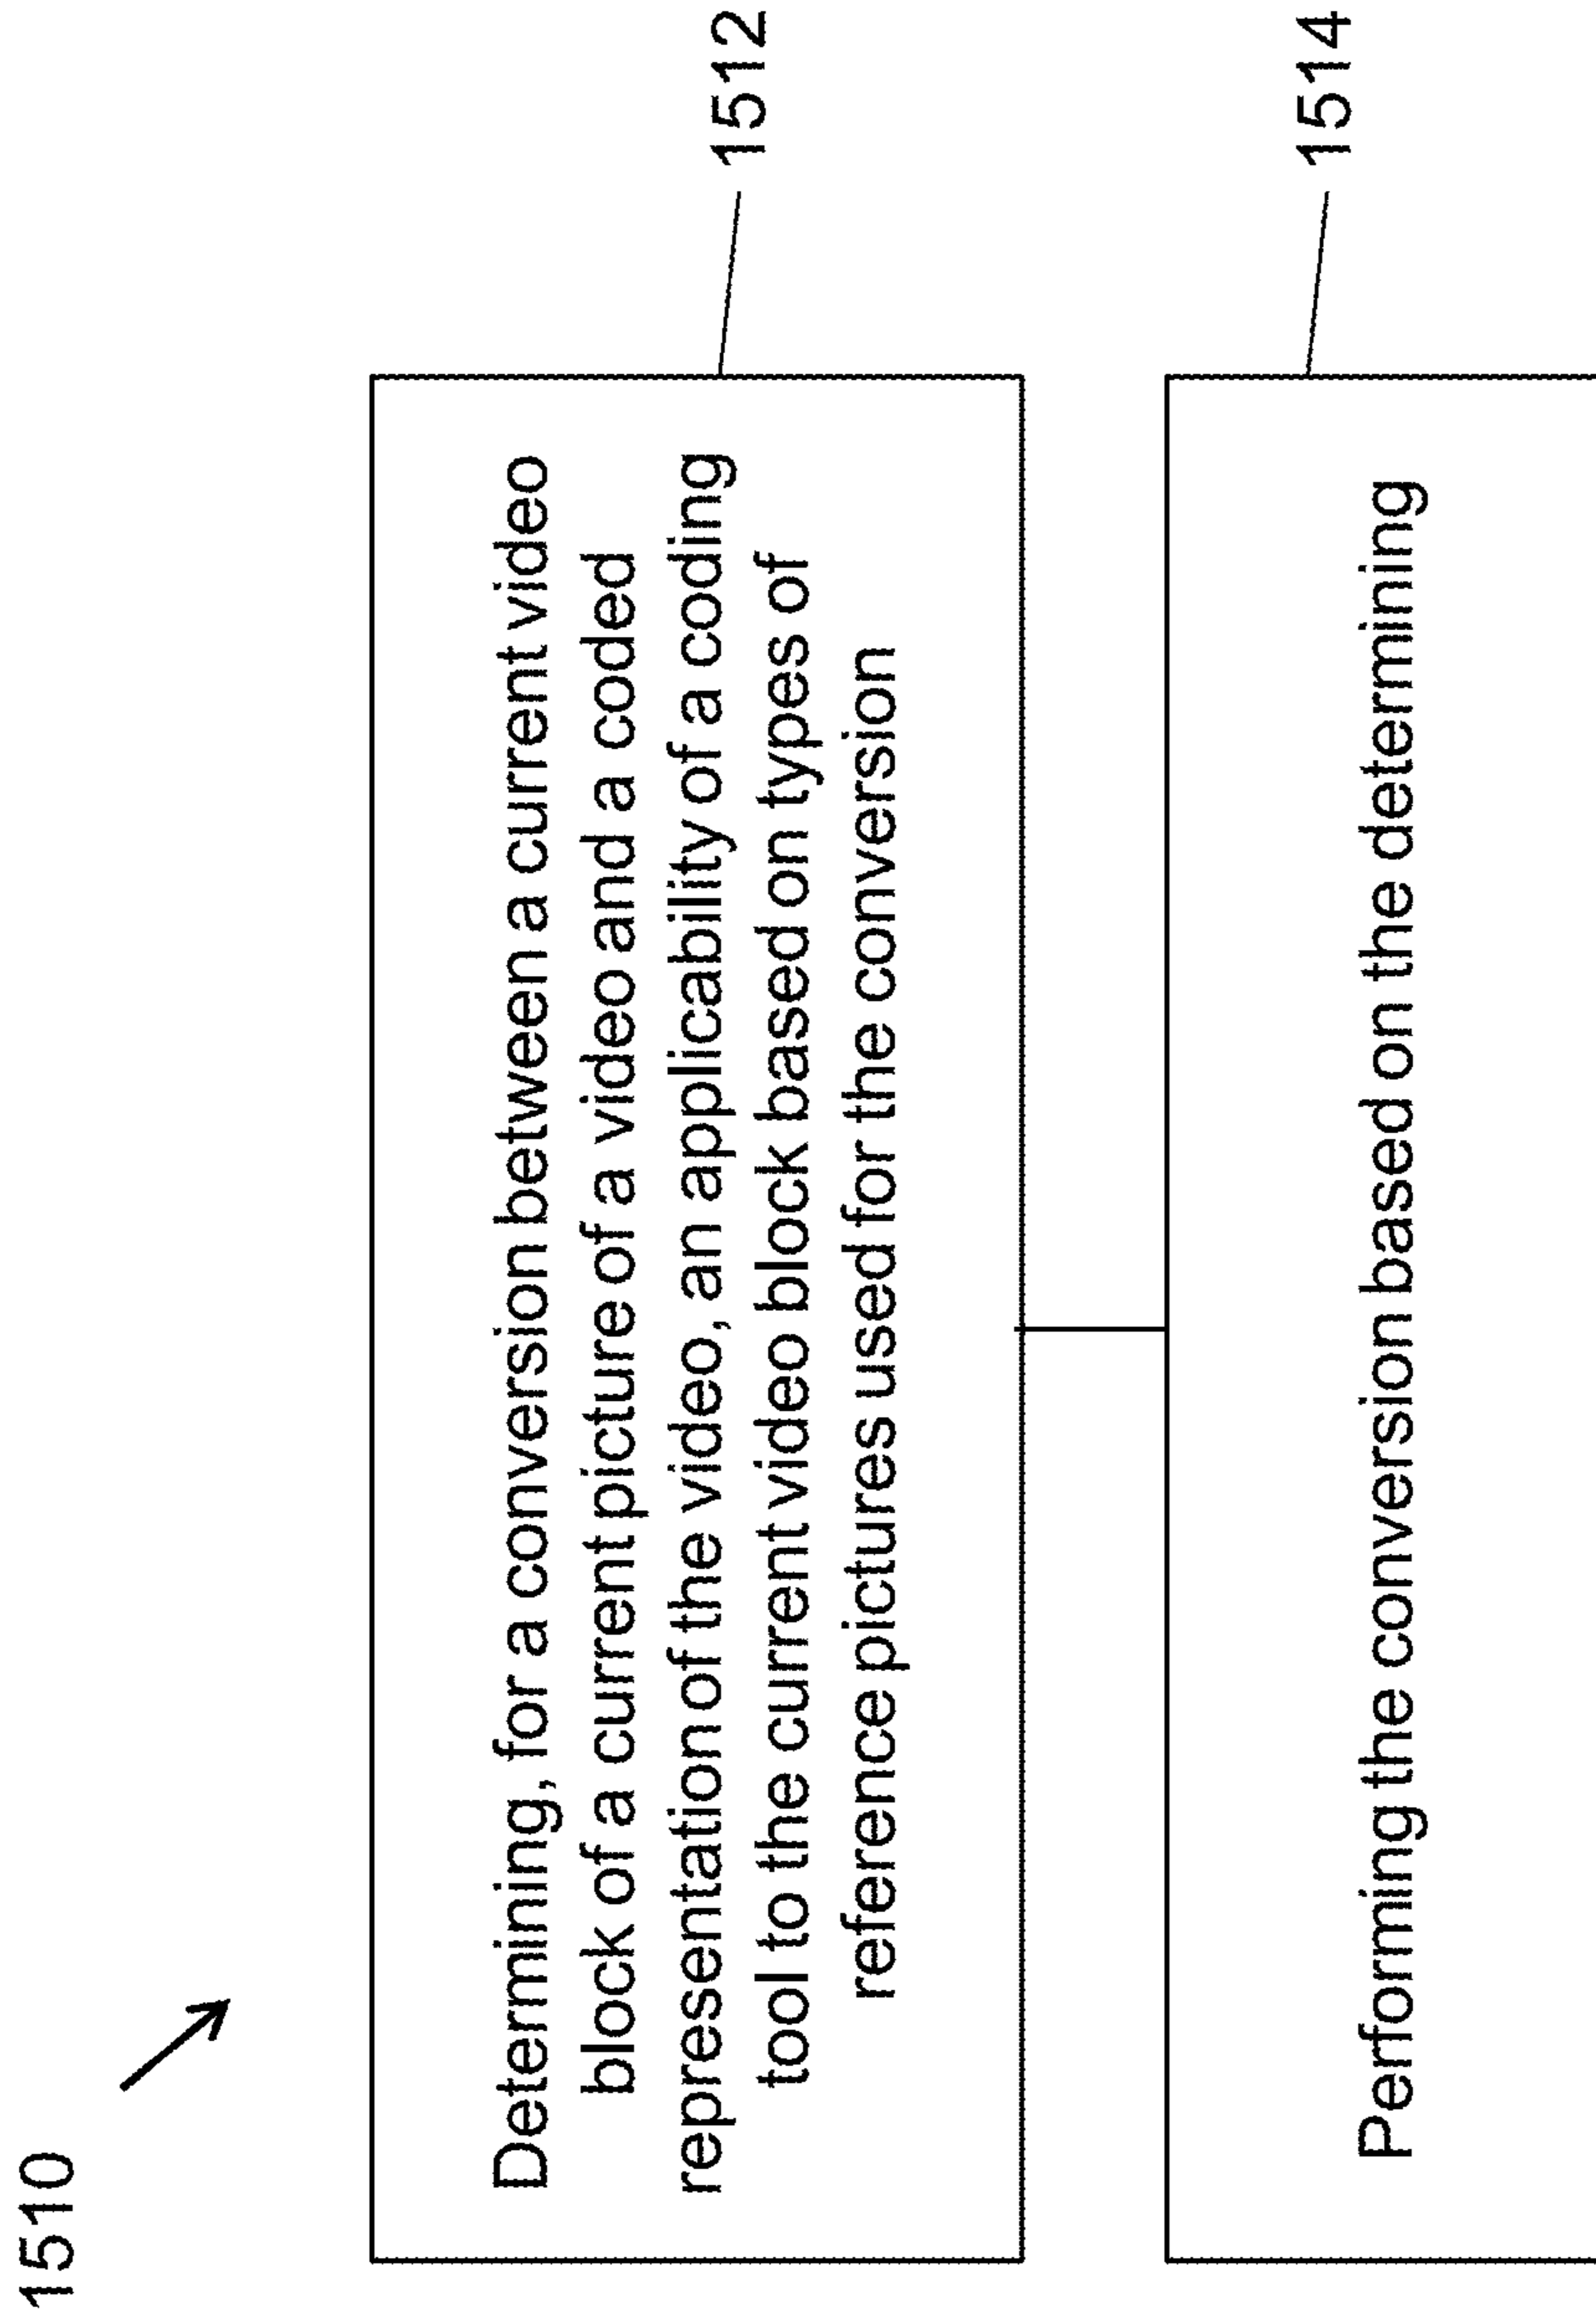 1510
Determining, for a conversion between a current video
block of a current picture of a video and a coded
representation of the video, an applicability of a coding
tool to the current video block based on types of
reference pictures used for the conversion
1512
Performing the conversion based on the determining
1514